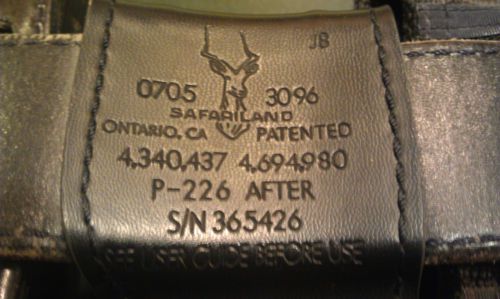 JB
0705 3096
SAFARILAND
ONTARIO, CA PATENTED
4,340,437 4,694,980
P-226 AFTER
S/N 365426
SEE USER GUIDE BEFORE USE